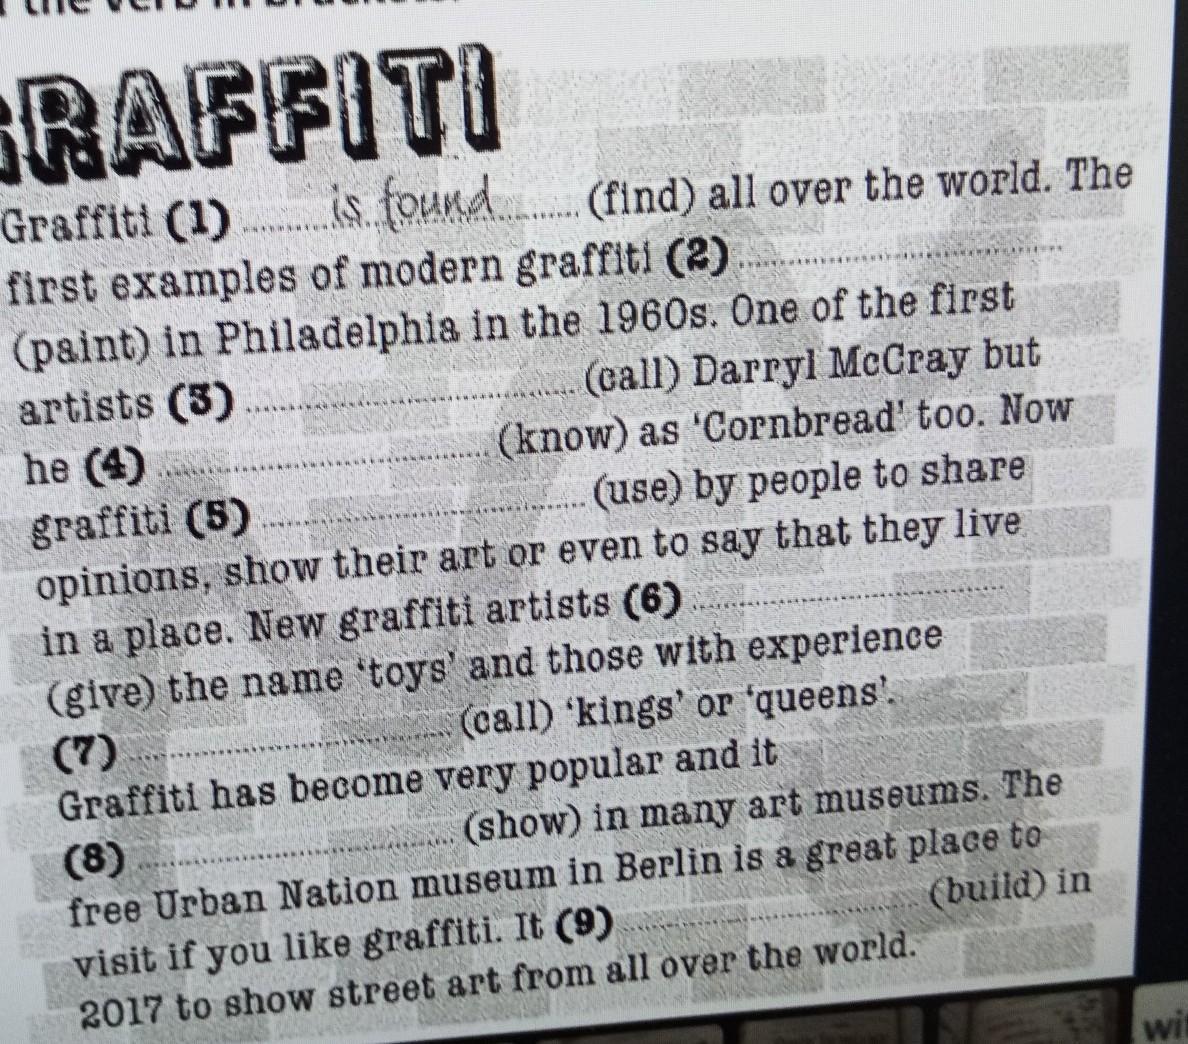 the verb in
GRAFFITI
Graffiti (1) ..........is found.......... (find) all over the world. The
first examples of modern graffiti (2) ..............................
(paint) in Philadelphia in the 1960s. One of the first
artists (3) .............................. (call) Darryl McCray but
he (4) .............................. (know) as ‘Cornbread’ too. Now
graffiti (5) .............................. (use) by people to share
opinions, show their art or even to say that they live
in a place. New graffiti artists (6) ..............................
(give) the name ‘toys’ and those with experience
(7) .............................. (call) ‘kings’ or ‘queens’.
Graffiti has become very popular and it
(8) .............................. (show) in many art museums. The
free Urban Nation museum in Berlin is a great place to
visit if you like graffiti. It (9) .............................. (build) in
2017 to show street art from all over the world.